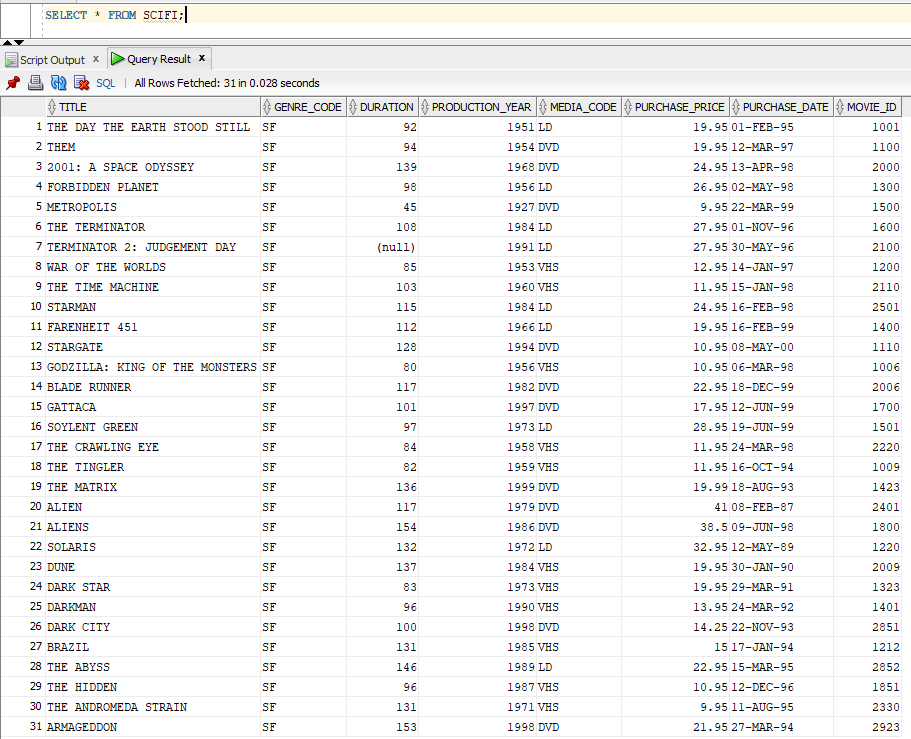 SELECT * FROM SCIFI;
Script Output x Query Result x
SQL | All Rows Fetched: 31 in 0.028 seconds
TITLE GENRE_CODE DURATION PRODUCTION_YEAR MEDIA_CODE PURCHASE_PRICE PURCHASE_DATE MOVIE_ID
1 THE DAY THE EARTH STOOD STILL SF 92 1951 LD 19.95 01-FEB-95 1001
2 THEM SF 94 1954 DVD 19.95 12-MAR-97 1100
3 2001: A SPACE ODYSSEY SF 139 1968 DVD 24.95 13-APR-98 2000
4 FORBIDDEN PLANET SF 98 1956 LD 26.95 02-MAY-98 1300
5 METROPOLIS SF 45 1927 DVD 9.95 22-MAR-99 1500
6 THE TERMINATOR SF 108 1984 LD 27.95 01-NOV-96 1600
7 TERMINATOR 2: JUDGEMENT DAY SF (null) 1991 LD 27.95 30-MAY-96 2100
8 WAR OF THE WORLDS SF 85 1953 VHS 12.95 14-JAN-97 1200
9 THE TIME MACHINE SF 103 1960 VHS 11.95 15-JAN-98 2110
10 STARMAN SF 115 1984 LD 24.95 16-FEB-98 2501
11 FARENHEIT 451 SF 112 1966 LD 19.95 16-FEB-99 1400
12 STARGATE SF 128 1994 DVD 10.95 08-MAY-00 1110
13 GODZILLA: KING OF THE MONSTERS SF 80 1956 VHS 10.95 06-MAR-98 1006
14 BLADE RUNNER SF 117 1982 DVD 22.95 18-DEC-99 2006
15 GATTACA SF 101 1997 DVD 17.95 12-JUN-99 1700
16 SOYLENT GREEN SF 97 1973 LD 28.95 19-JUN-99 1501
17 THE CRAWLING EYE SF 84 1958 VHS 11.95 24-MAR-98 2220
18 THE TINGLER SF 82 1959 VHS 11.95 16-OCT-94 1009
19 THE MATRIX SF 136 1999 DVD 19.99 18-AUG-93 1423
20 ALIEN SF 117 1979 DVD 41 08-FEB-87 2401
21 ALIENS SF 154 1986 DVD 38.5 09-JUN-98 1800
22 SOLARIS SF 132 1972 LD 32.95 12-MAY-89 1220
23 DUNE SF 137 1984 VHS 19.95 30-JAN-90 2009
24 DARK STAR SF 83 1973 VHS 19.95 29-MAR-91 1323
25 DARKMAN SF 96 1990 VHS 13.95 24-MAR-92 1401
26 DARK CITY SF 100 1998 DVD 14.25 22-NOV-93 2851
27 BRAZIL SF 131 1985 VHS 15 17-JAN-94 1212
28 THE ABYSS SF 146 1989 LD 22.95 15-MAR-95 2852
29 THE HIDDEN SF 96 1987 VHS 10.95 12-DEC-96 1851
30 THE ANDROMEDA STRAIN SF 131 1971 VHS 9.95 11-AUG-95 2330
31 ARMAGEDDON SF 153 1998 DVD 21.95 27-MAR-94 2923